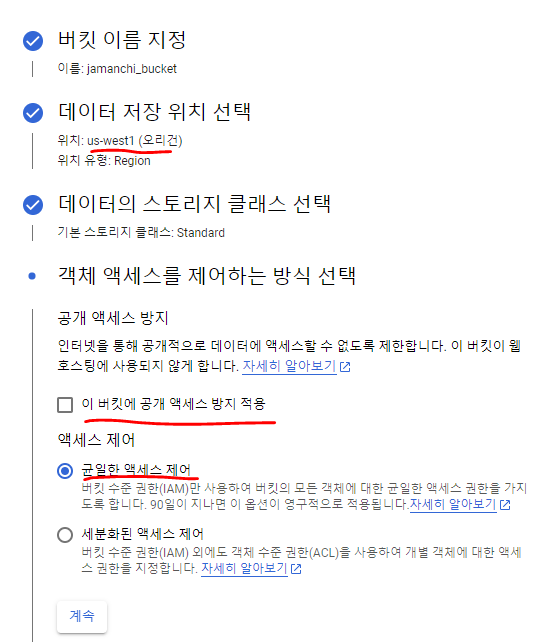 버킷 이름 지정
이름: jamanchi_bucket
데이터 저장 위치 선택
위치: us-west1 (오리건)
위치 유형: Region
데이터의 스토리지 클래스 선택
기본 스토리지 클래스: Standard
객체 액세스를 제어하는 방식 선택
공개 액세스 방지
인터넷을 통해 공개적으로 데이터에 액세스할 수 없도록 제한합니다. 이 버킷이 웹
호스팅에 사용되지 않게 합니다. 자세히 알아보기
이 버킷에 공개 액세스 방지 적용
액세스 제어
균일한 액세스 제어
버킷 수준 권한(IAM)만 사용하여 버킷의 모든 객체에 대한 균일한 액세스 권한을 가지
도록 합니다. 90일이 지나면 이 옵션이 영구적으로 적용됩니다.자세히 알아보기
세분화된 액세스 제어
버킷 수준 권한(IAM) 외에도 객체 수준 권한(ACL)을 사용하여 개별 객체에 대한 액세
스 권한을 지정합니다. 자세히 알아보기
계속